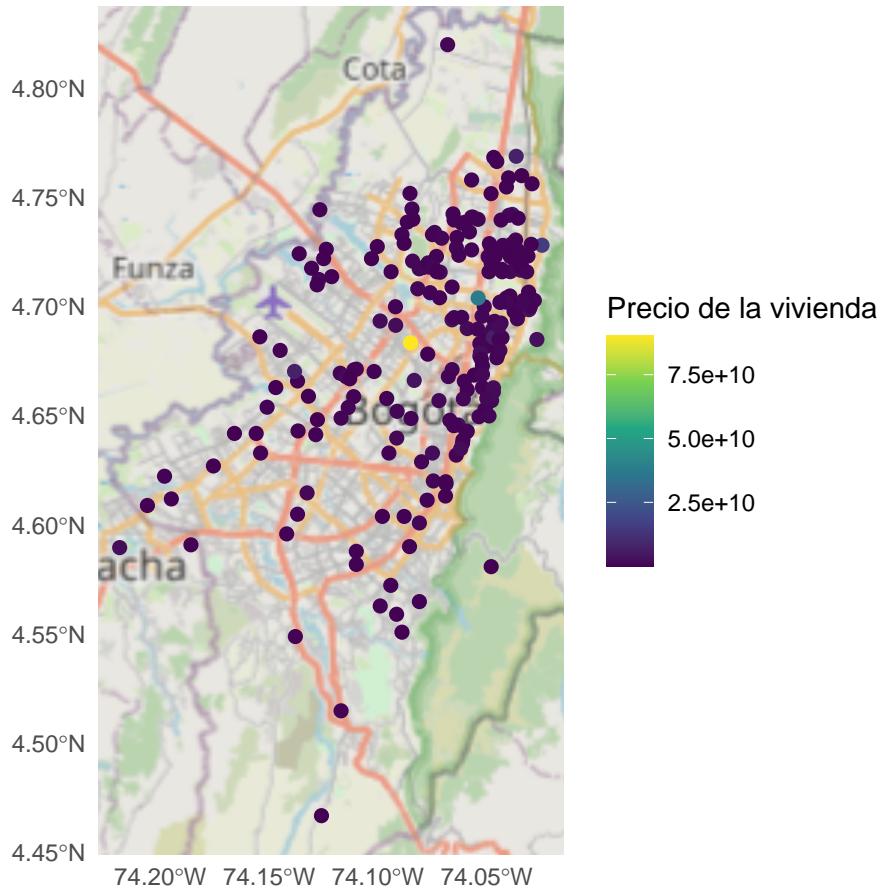 4.80°N
4.75°N
4.70°N
4.65°N
4.60°N
4.55°N
4.50°N
4.45°N
74.20°W 74.15°W 74.10°W 74.05°W
Cota
Funza
Bogotá
acha
Precio de la vivienda
7.5e+10
5.0e+10
2.5e+10